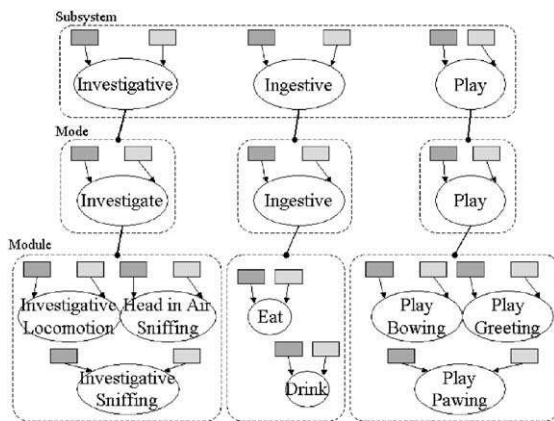 Subsystem
Investigative
Ingestive
Play
Mode
Investigate
Ingestive
Play
Module
Investigative
Locomotion
Head in Air
Sniffing
Investigative
Sniffing
Eat
Drink
Play
Bowing
Play
Greeting
Play
Pawing